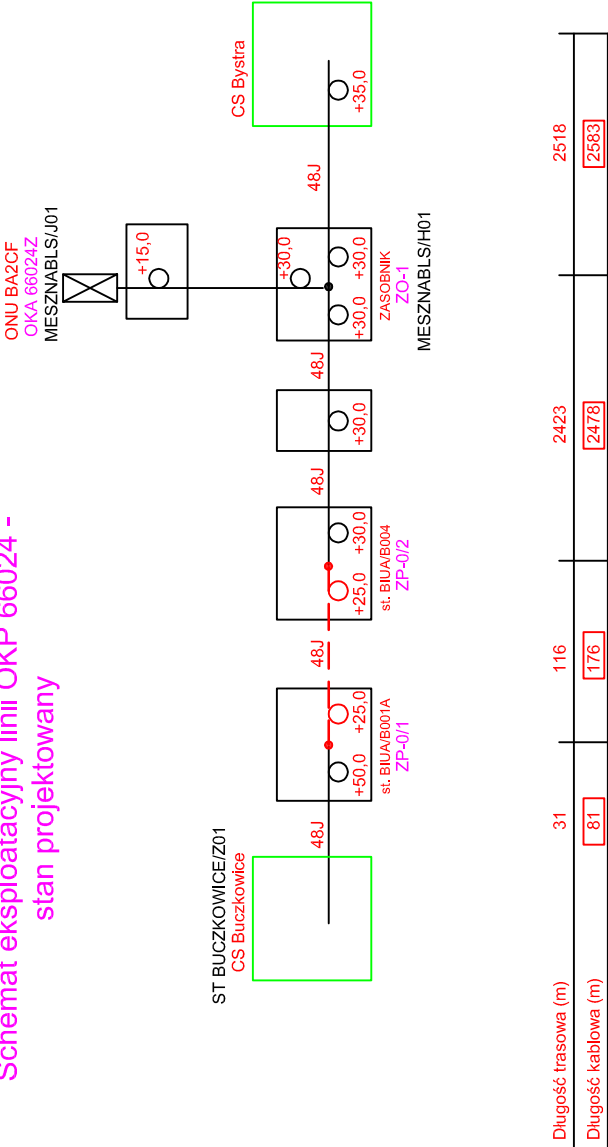 Schemat eksploatacyjny linii OKP 66024 -
stan projektowany
ONU BA2CF
OKA 66024Z
MESZNABLS/J01
+15,0
ST BUCZKOWICE/Z01
CS Buczkowice
48J
+50,0
+25,0
st. BIUA/B001A
ZP-0/1
48J
+25,0
+30,0
st. BIUA/B004
ZP-0/2
48J
+30,0
48J
+30,0
+30,0
+30,0
ZASOBNIK
ZO-1
MESZNABLS/H01
48J
CS Bystra
+35,0
Długość trasowa (m) 31 116 2423 2518
Długość kablowa (m) 81 176 2478 2583